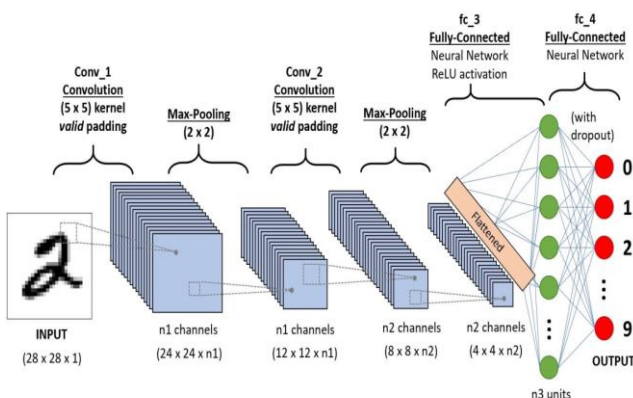 fc_3
Fully-Connected
Neural Network
ReLU activation
fc_4
Fully-Connected
Neural Network
Conv_1
Convolution
(5 x 5) kernel
valid padding
Max-Pooling
(2 x 2)
Conv_2
Convolution
(5 x 5) kernel
valid padding
Max-Pooling
(2 x 2)
(with
dropout)
2
Flattened
0
1
2
9
INPUT
(28 x 28 x 1)
n1 channels
(24 x 24 x n1)
n1 channels
(12 x 12 x n1)
n2 channels
(8 x 8 x n2)
n2 channels
(4 x 4 x n2)
OUTPUT
n3 units